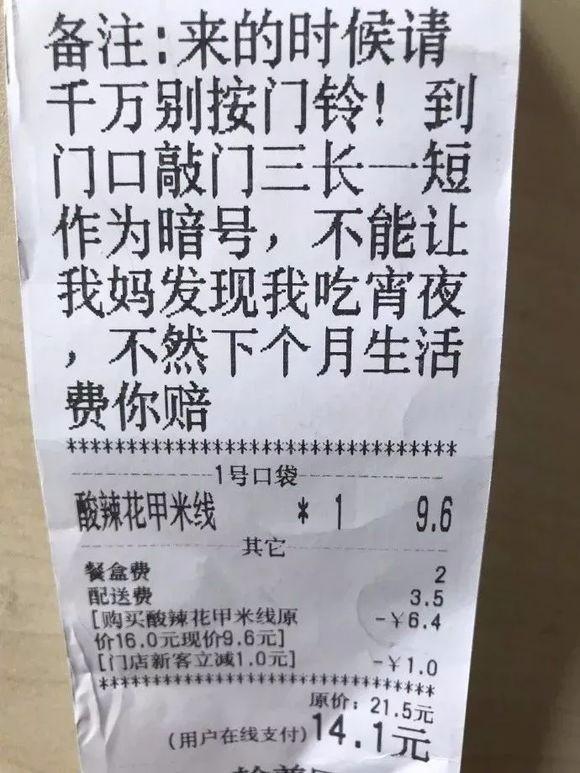 备注:来的时候请
千万别按门铃! 到
门口敲门三长一短
作为暗号，不能让
我妈发现我吃宵夜
，不然下个月生活
费你赔
***********************************
1号口袋
酸辣花甲米线 * 1 9.6
其它
餐盒费 2
配送费 3.5
[购买酸辣花甲米线原 -￥6.4
价16.0元现价9.6元]
[门店新客立减1.0元] -￥1.0
***********************************
原价: 21.5元
(用户在线支付)14.1元